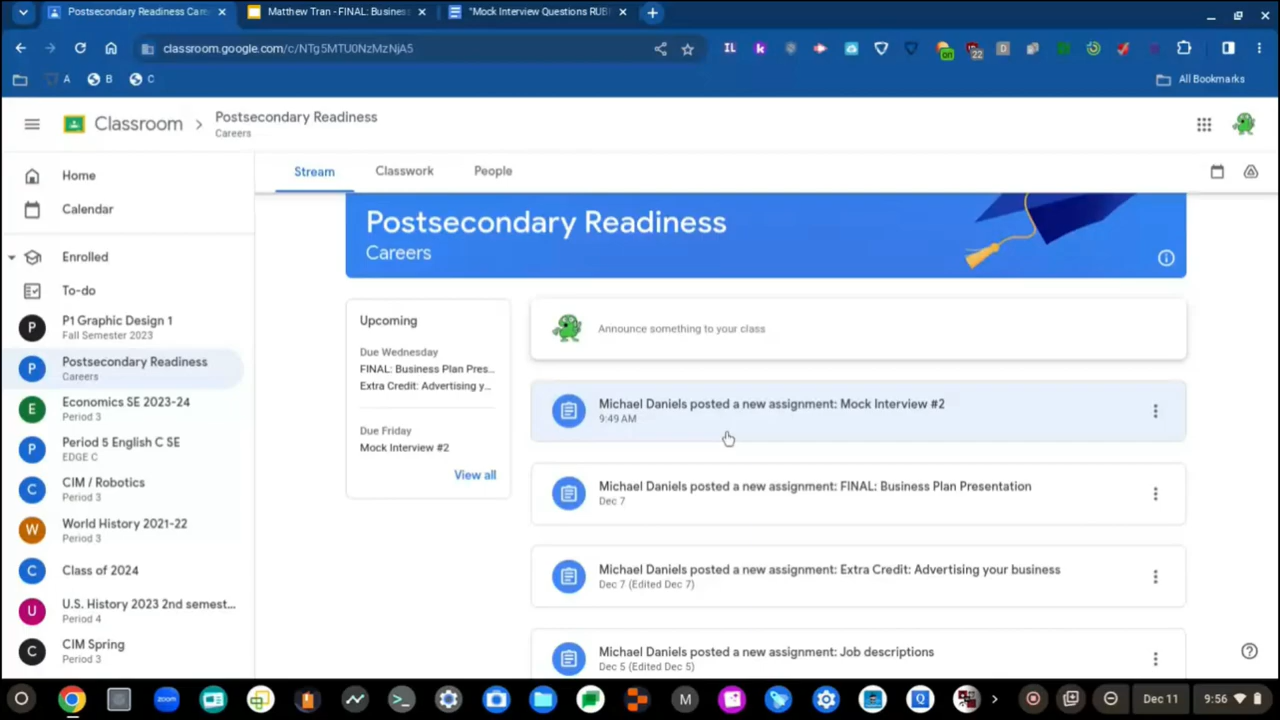 Postsecondary Readiness Car
Matthew Tran - FINAL: Business
"Mock Interview Questions RUB
classroom.google.com/c/NTg5MTU0NzMzNjA5
IL
k
on
22
D
A
B
C
All Bookmarks
Classroom
Postsecondary Readiness
Careers
Home
Calendar
Enrolled
To-do
P
P1 Graphic Design 1
Fall Semester 2023
P
Postsecondary Readiness
Careers
E
Economics SE 2023-24
Period 3
P
Period 5 English C SE
EDGE C
C
CIM / Robotics
Period 3
W
World History 2021-22
Period 3
C
Class of 2024
U
U.S. History 2023 2nd semest...
Period 4
C
CIM Spring
Period 3
Stream
Classwork
People
Postsecondary Readiness
Careers
Upcoming
Due Wednesday
FINAL: Business Plan Pres...
Extra Credit: Advertising y...
Due Friday
Mock Interview #2
View all
Announce something to your class
Michael Daniels posted a new assignment: Mock Interview #2
9:49 AM
Michael Daniels posted a new assignment: FINAL: Business Plan Presentation
Dec 7
Michael Daniels posted a new assignment: Extra Credit: Advertising your business
Dec 7 (Edited Dec 7)
Michael Daniels posted a new assignment: Job descriptions
Dec 5 (Edited Dec 5)
zoom
M
Q
Dec 11
9:56